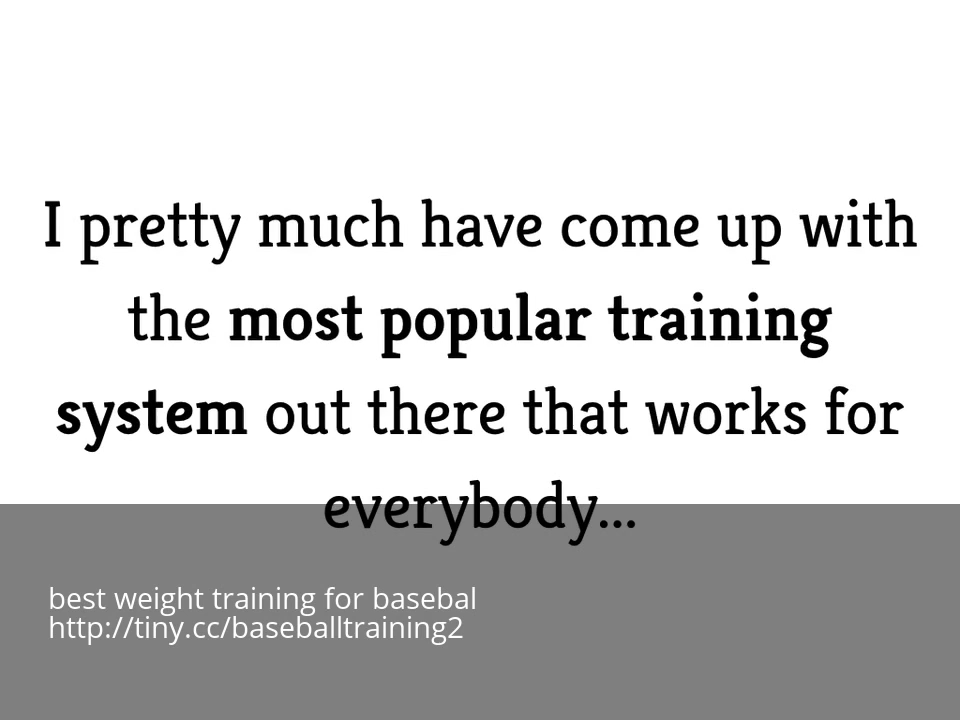 I pretty much have come up with
the most popular training
system out there that works for
everybody...
best weight training for basebal
http://tiny.cc/baseballtraining2